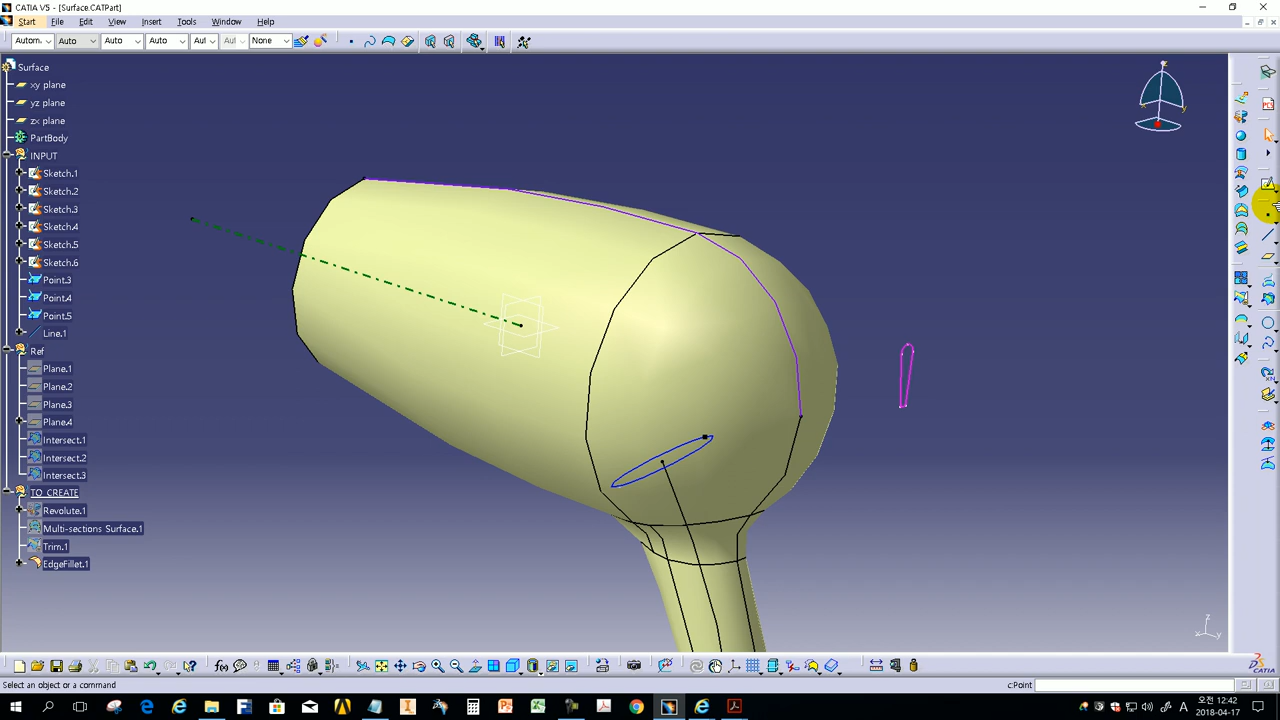 CATIA V5 - [Surface.CATPart]
Start File Edit View Insert Tools Window Help
Autom. Auto Auto Auto Aut Aut None
Surface
xy plane
yz plane
zx plane
PartBody
INPUT
Sketch.1
Sketch.2
Sketch.3
Sketch.4
Sketch.5
Sketch.6
Point.3
Point.4
Point.5
Line.1
Ref
Plane.1
Plane.2
Plane.3
Plane.4
Intersect.1
Intersect.2
Intersect.3
TO_CREATE
Revolute.1
Multi-sections Surface.1
Trim.1
EdgeFillet.1
z
x y
Select an object or a command
c:Point
CATIA
A
오전 12:42
2018-04-17